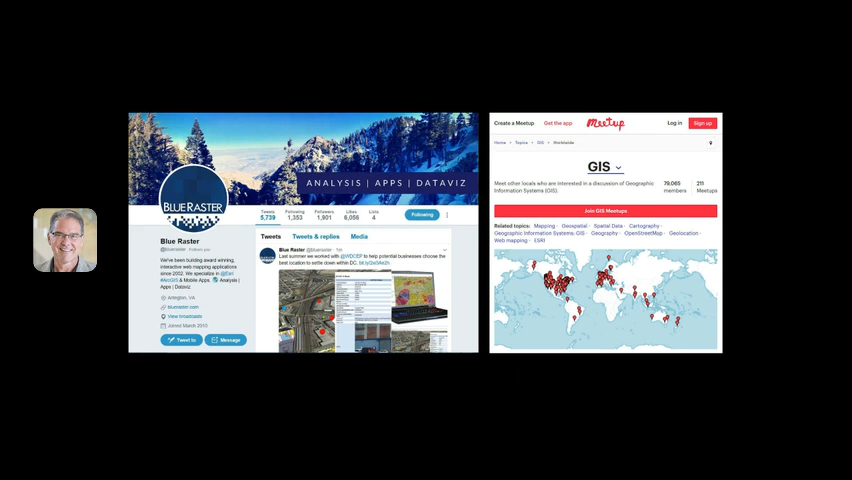 ANALYSIS | APPS | DATAVIZ
BLUE RASTER
Tweets
5,739
Following
1,353
Followers
1,901
Likes
6,056
Lists
4
Following
Blue Raster
@blueraster Follows you
We've been building award winning,
interactive web mapping applications
since 2002. We specialize in @Esri
#ArcGIS & Mobile Apps. Analysis |
Apps | Dataviz
Arlington, VA
blueraster.com
View broadcasts
Joined March 2010
Tweet to
Message
Tweets
Tweets & replies
Media
Blue Raster @blueraster
Last summer we worked with @WDCEP to help potential businesses choose the
best location to settle down within DC.
Create a Meetup
Get the app
Meetup
Log in
Sign up
Home > Topics > GIS > Worldwide
GIS
Meet other locals who are interested in a discussion of Geographic
Information Systems (GIS).
79,065
members
211
Meetups
Join GIS Meetups
Related topics: Mapping · Geospatial · Spatial Data · Cartography ·
Geographic Information Systems: GIS · Geography · OpenStreetMap · Geolocation ·
Web mapping · ESRI